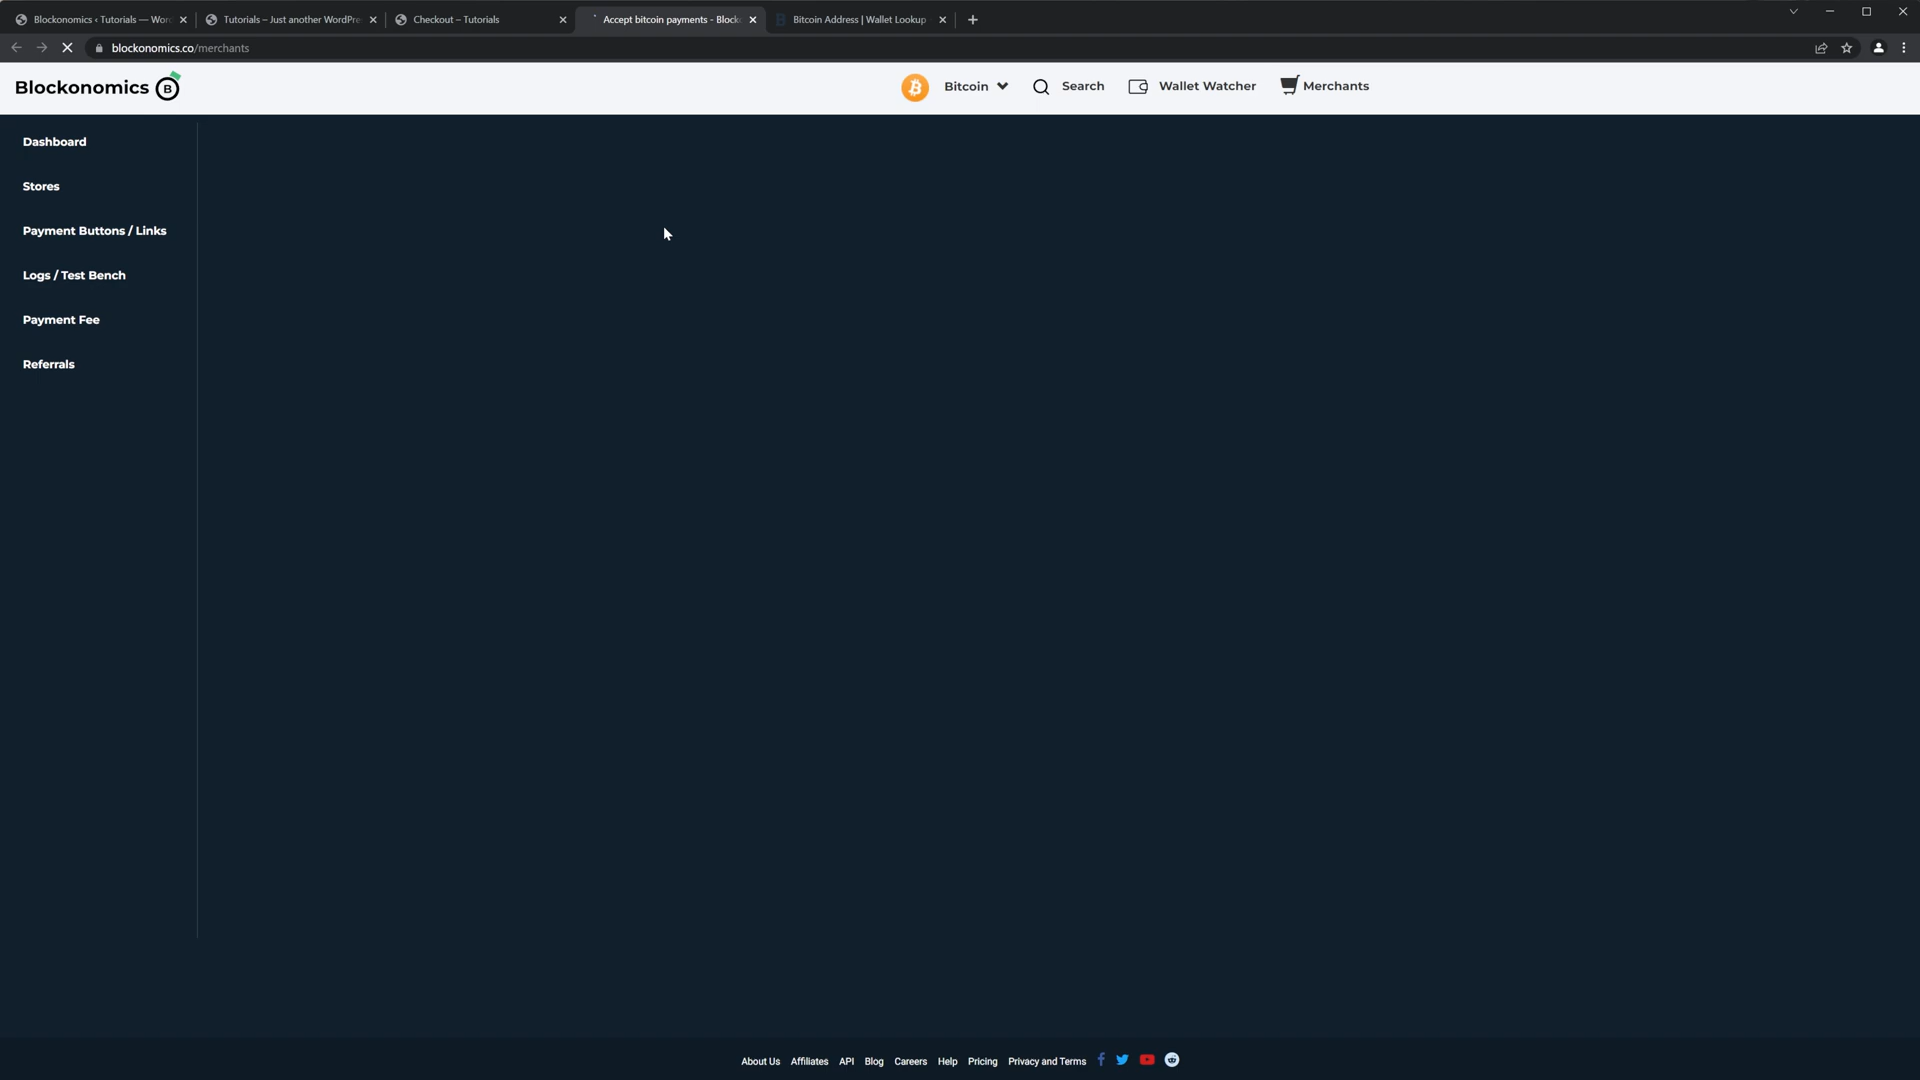 Blockonomics ‹ Tutorials — Word
Tutorials – Just another WordPre
Checkout – Tutorials
Accept bitcoin payments - Block
Bitcoin Address | Wallet Lookup
blockonomics.co/merchants
Blockonomics B
Bitcoin
Search
Wallet Watcher
Merchants
Dashboard
Stores
Payment Buttons / Links
Logs / Test Bench
Payment Fee
Referrals
About Us Affiliates API Blog Careers Help Pricing Privacy and Terms